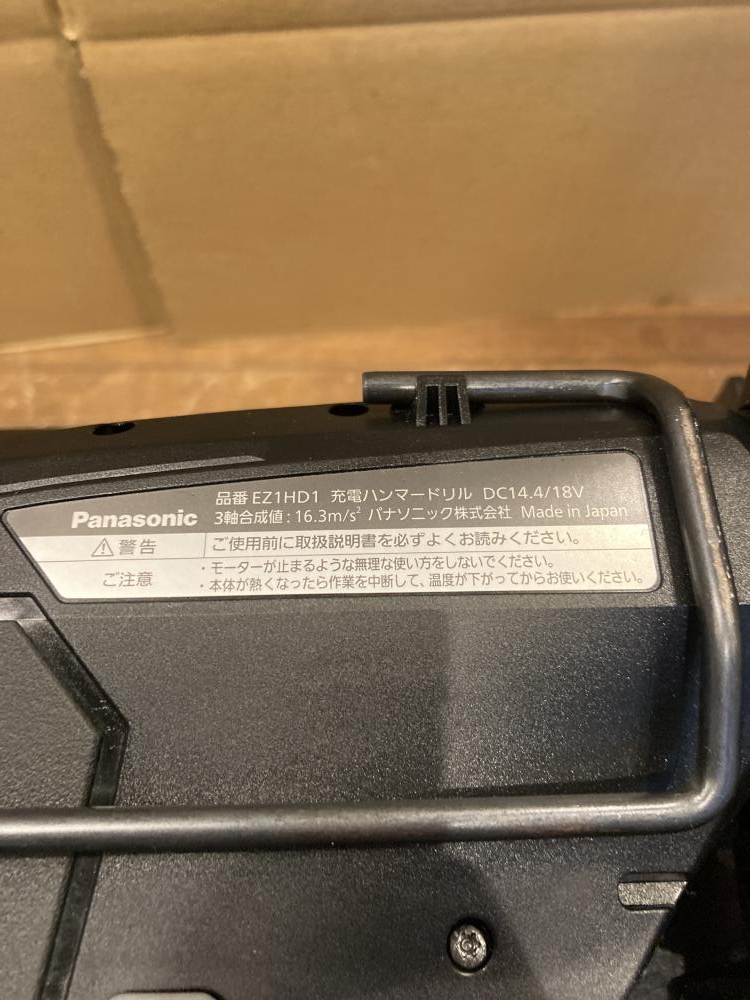 品番 EZ1HD1 充電ハンマードリル DC14.4/18V
Panasonic 3軸合成値：16.3m/s² パナソニック株式会社 Made in Japan
⚠警告 ご使用前に取扱説明書を必ずよくお読みください。
ご注意 ・モーターが止まるような無理な使い方をしないでください。
・本体が熱くなったら作業を中断して、温度が下がってからお使いください。